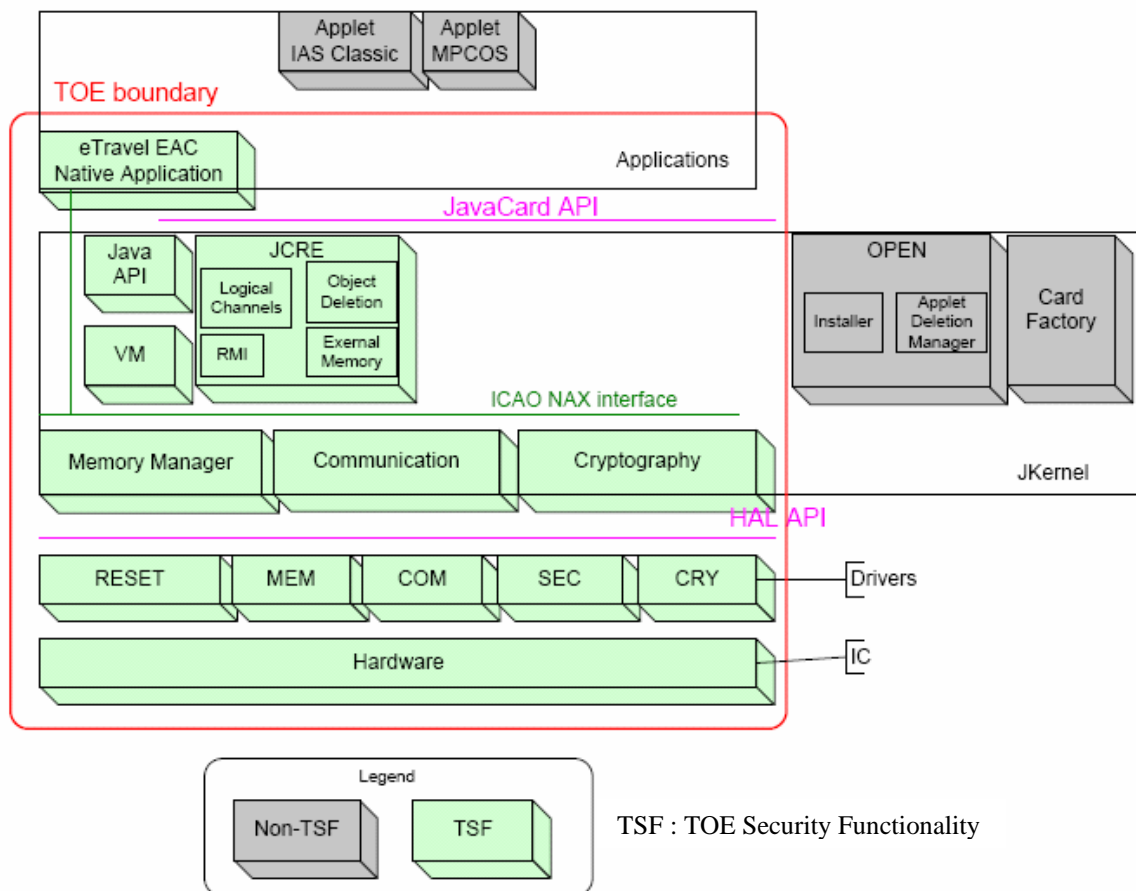 Applet
IAS Classic
Applet
MPCOS
TOE boundary
eTravel EAC
Native Application
Applications
JavaCard API
Java
API
JCRE
Logical
Channels
Object
Deletion
RMI
Exernal
Memory
VM
OPEN
Installer
Applet
Deletion
Manager
Card
Factory
ICAO NAX interface
Memory Manager
Communication
Cryptography
JKernel
HAL API
RESET
MEM
COM
SEC
CRY
Drivers
Hardware
IC
Legend
Non-TSF
TSF
TSF : TOE Security Functionality